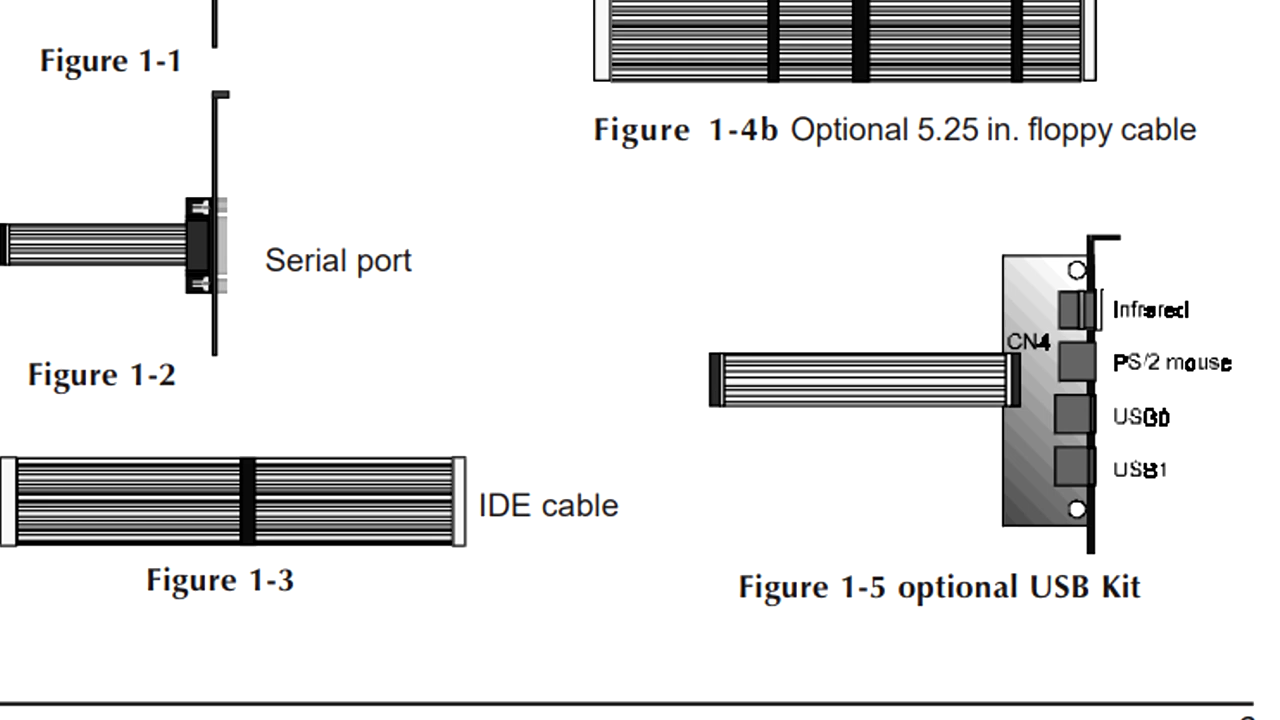 Figure 1-1
Serial port
Figure 1-2
IDE cable
Figure 1-3
Figure 1-4b Optional 5.25 in. floppy cable
CN4
Infrared
PS/2 mouse
USB0
USB1
Figure 1-5 optional USB Kit